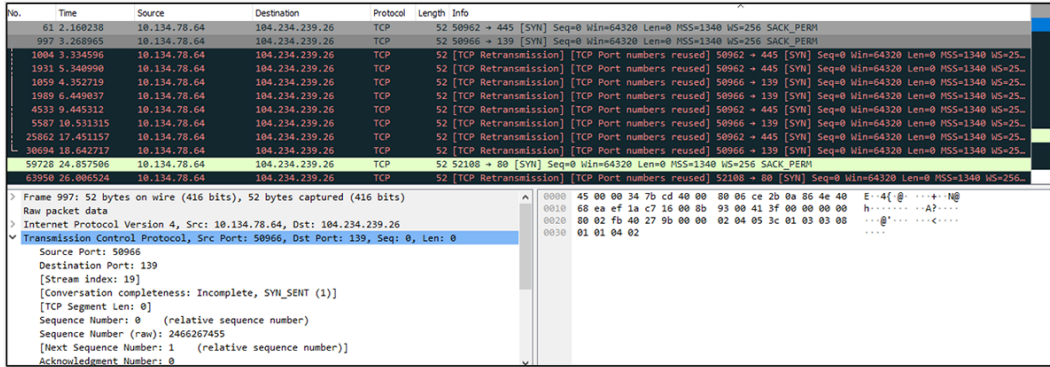 No. Time Source Destination Protocol Length Info
61 2.160238 10.134.78.64 104.234.239.26 TCP 52 50962 → 445 [SYN] Seq=0 Win=64320 Len=0 MSS=1340 WS=256 SACK_PERM
997 3.268965 10.134.78.64 104.234.239.26 TCP 52 50966 → 139 [SYN] Seq=0 Win=64320 Len=0 MSS=1340 WS=256 SACK_PERM
1004 3.334596 10.134.78.64 104.234.239.26 TCP 52 [TCP Retransmission] [TCP Port numbers reused] 50962 → 445 [SYN] Seq=0 Win=64320 Len=0 MSS=1340 WS=25…
1931 5.340990 10.134.78.64 104.234.239.26 TCP 52 [TCP Retransmission] [TCP Port numbers reused] 50962 → 445 [SYN] Seq=0 Win=64320 Len=0 MSS=1340 WS=25…
1059 4.352719 10.134.78.64 104.234.239.26 TCP 52 [TCP Retransmission] [TCP Port numbers reused] 50966 → 139 [SYN] Seq=0 Win=64320 Len=0 MSS=1340 WS=25…
1989 6.449037 10.134.78.64 104.234.239.26 TCP 52 [TCP Retransmission] [TCP Port numbers reused] 50966 → 139 [SYN] Seq=0 Win=64320 Len=0 MSS=1340 WS=25…
4533 9.445312 10.134.78.64 104.234.239.26 TCP 52 [TCP Retransmission] [TCP Port numbers reused] 50962 → 445 [SYN] Seq=0 Win=64320 Len=0 MSS=1340 WS=25…
5587 10.531315 10.134.78.64 104.234.239.26 TCP 52 [TCP Retransmission] [TCP Port numbers reused] 50966 → 139 [SYN] Seq=0 Win=64320 Len=0 MSS=1340 WS=25…
25862 17.451157 10.134.78.64 104.234.239.26 TCP 52 [TCP Retransmission] [TCP Port numbers reused] 50962 → 445 [SYN] Seq=0 Win=64320 Len=0 MSS=1340 WS=25…
30694 18.642717 10.134.78.64 104.234.239.26 TCP 52 [TCP Retransmission] [TCP Port numbers reused] 50966 → 139 [SYN] Seq=0 Win=64320 Len=0 MSS=1340 WS=25…
59728 24.857506 10.134.78.64 104.234.239.26 TCP 52 52108 → 80 [SYN] Seq=0 Win=64320 Len=0 MSS=1340 WS=256 SACK_PERM
63950 26.006524 10.134.78.64 104.234.239.26 TCP 52 [TCP Retransmission] [TCP Port numbers reused] 52108 → 80 [SYN] Seq=0 Win=64320 Len=0 MSS=1340 WS=256…
Frame 997: 52 bytes on wire (416 bits), 52 bytes captured (416 bits)
Raw packet data
Internet Protocol Version 4, Src: 10.134.78.64, Dst: 104.234.239.26
Transmission Control Protocol, Src Port: 50966, Dst Port: 139, Seq: 0, Len: 0
Source Port: 50966
Destination Port: 139
[Stream index: 19]
[Conversation completeness: Incomplete, SYN_SENT (1)]
[TCP Segment Len: 0]
Sequence Number: 0 (relative sequence number)
Sequence Number (raw): 2466267455
[Next Sequence Number: 1 (relative sequence number)]
Acknowledgment Number: 0
0000 45 00 00 34 7b cd 40 00 80 06 ce 2b 0a 86 4e 40 E··4{·@· ···+··N@
0010 68 ea ef 1a c7 16 00 8b 93 00 41 3f 00 00 00 00 h······· ··A?····
0020 80 02 fb 40 27 9b 00 00 02 04 05 3c 01 03 03 08 ···@'··· ···<····
0030 01 01 04 02 ····